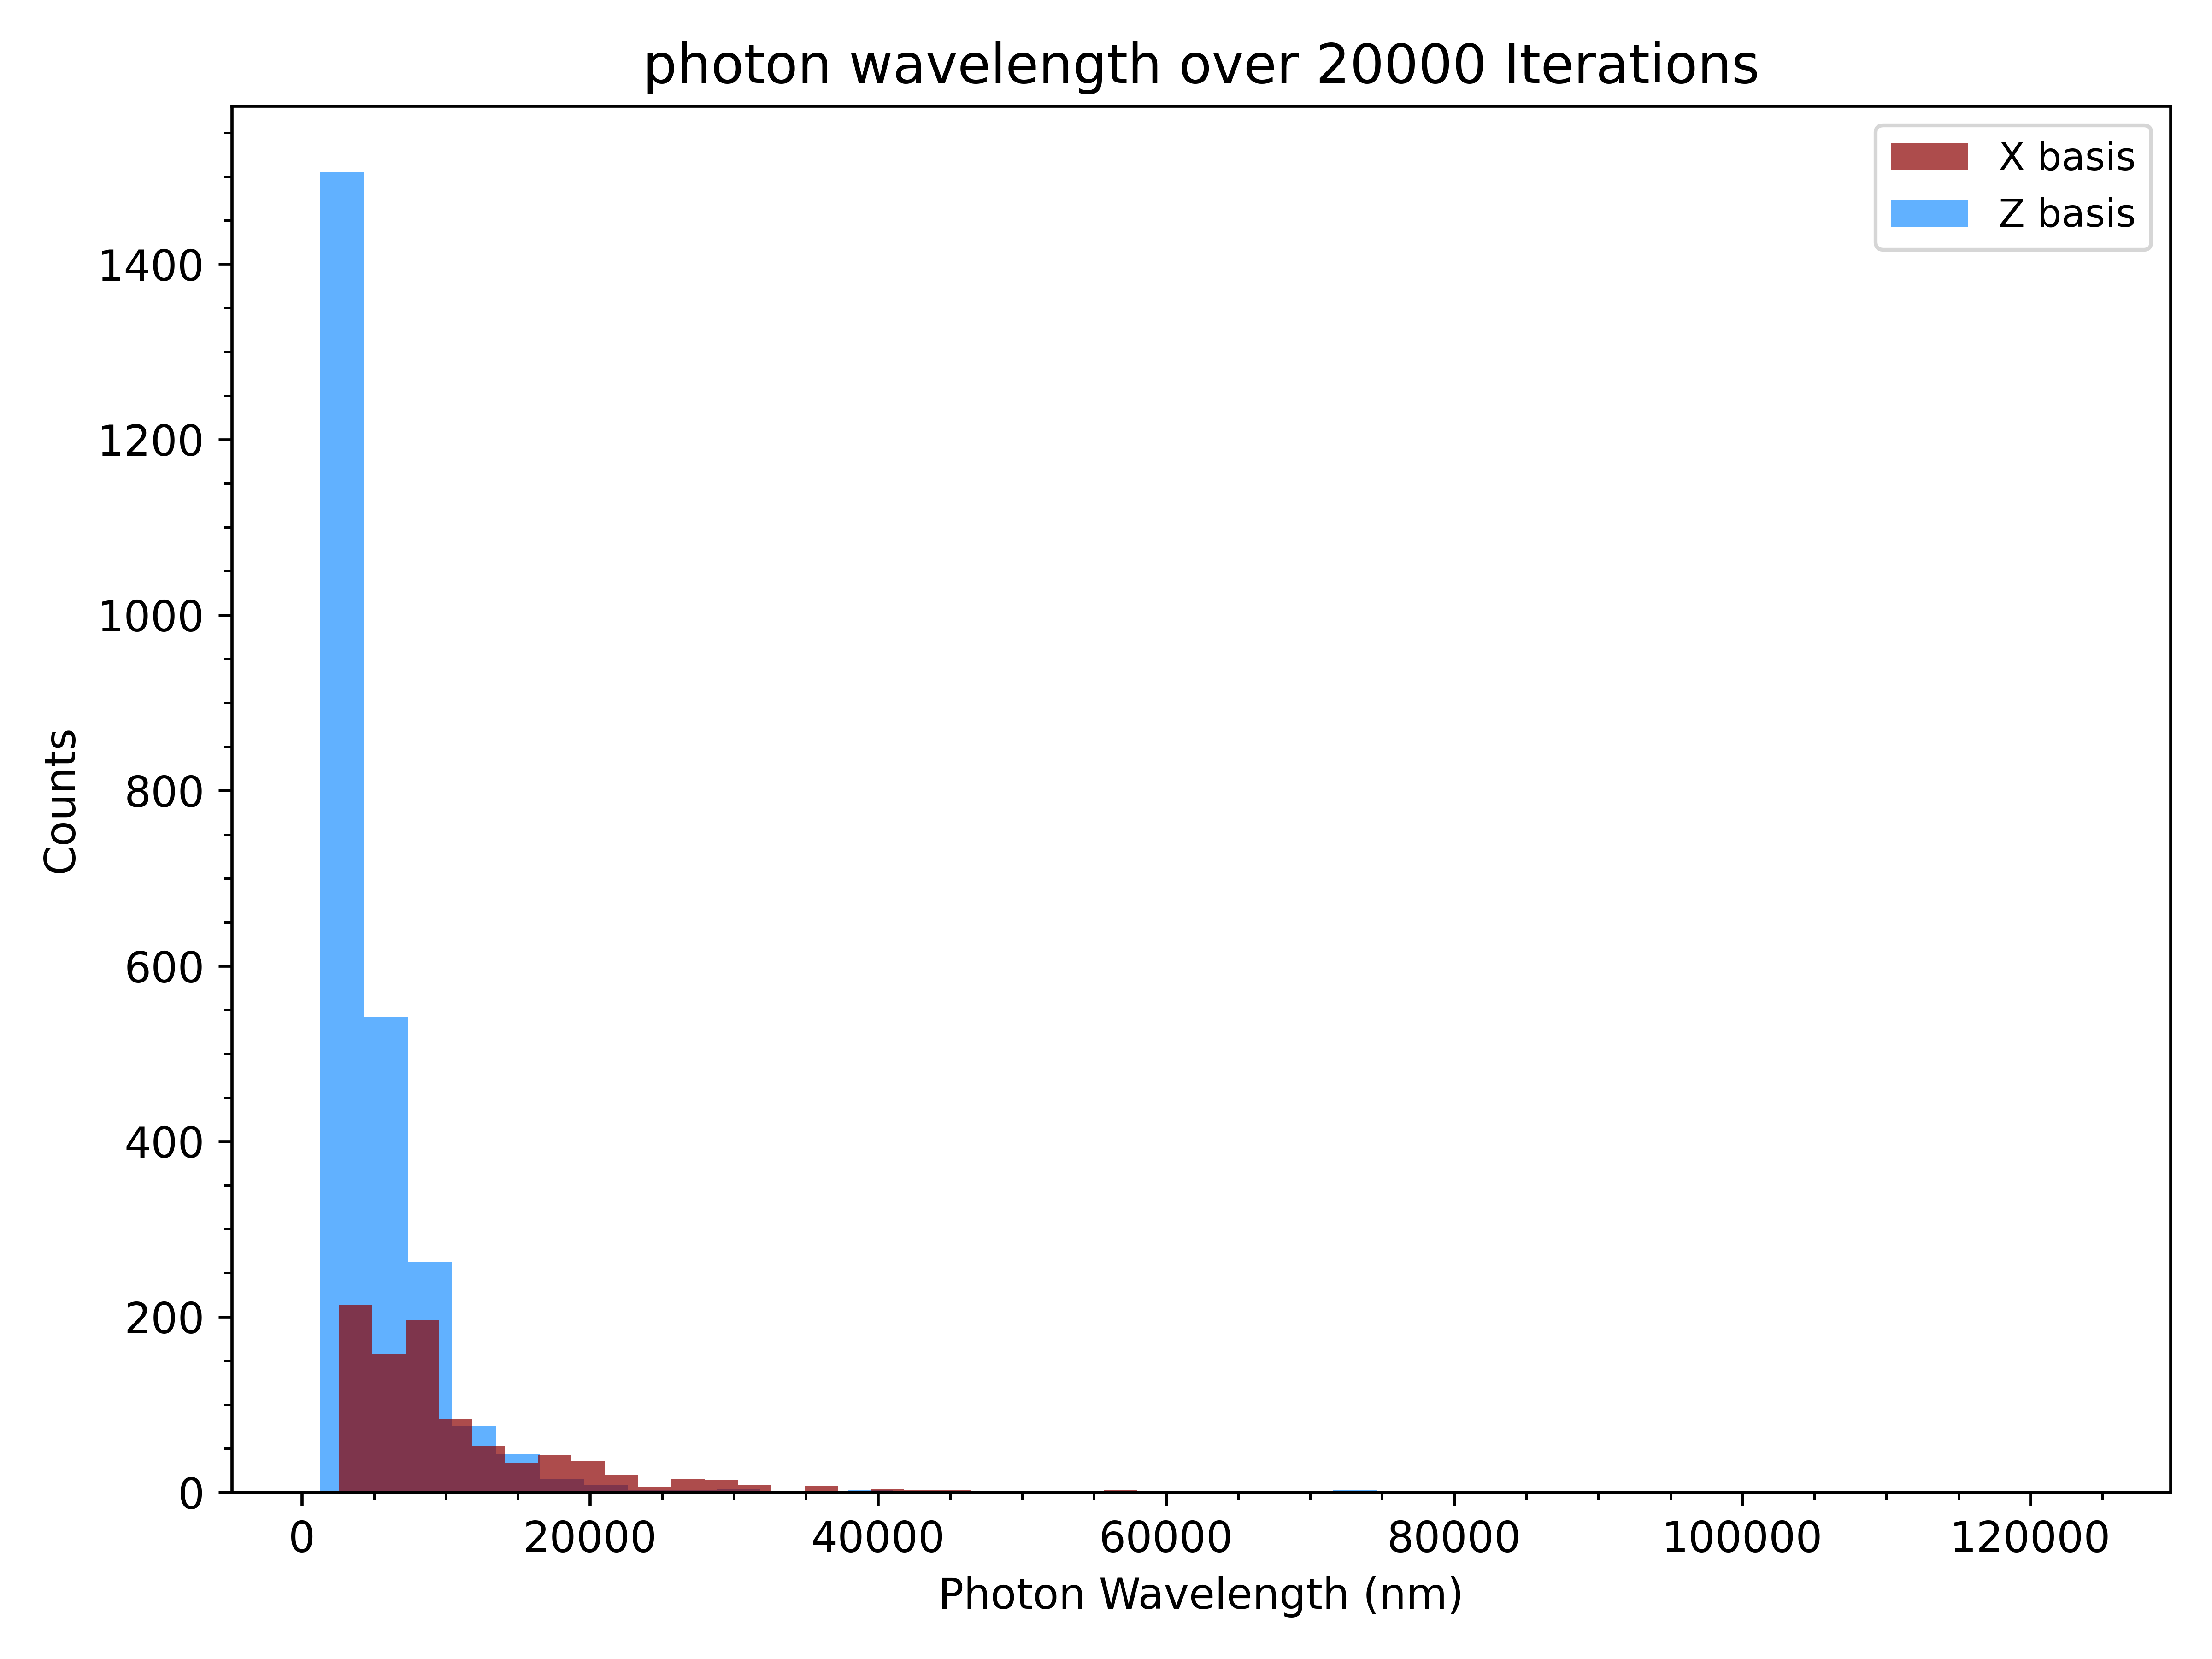 photon wavelength over 20000 Iterations
X basis
Z basis
1400
1200
1000
800
600
400
200
0
Counts
0 20000 40000 60000 80000 100000 120000
Photon Wavelength (nm)